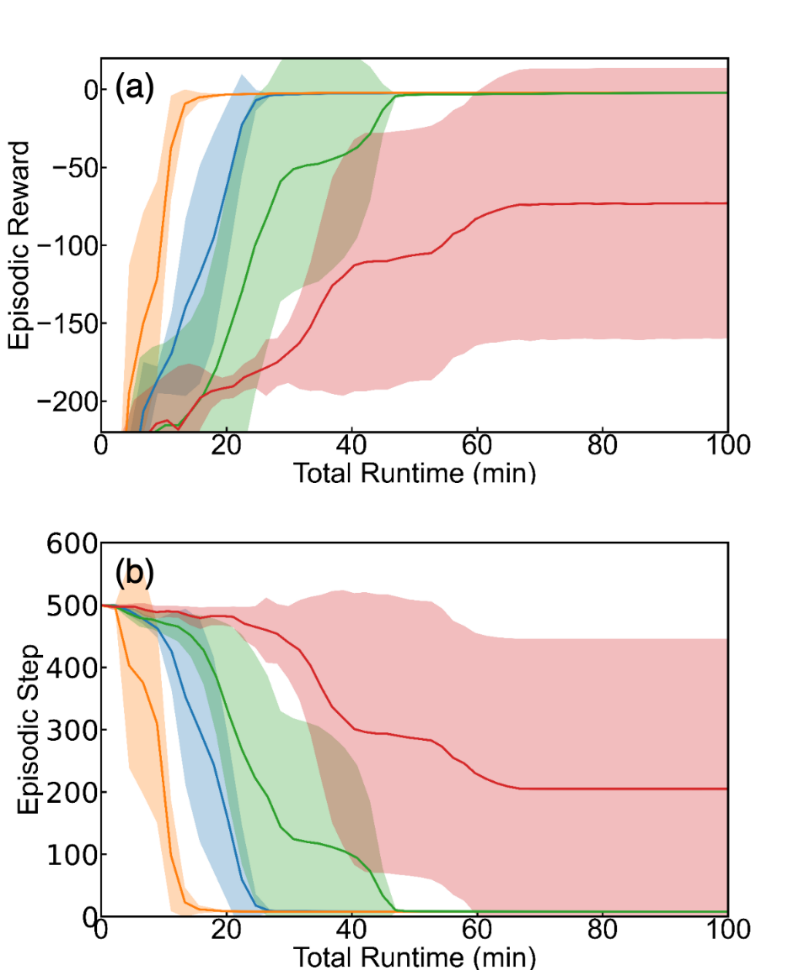 (a)
0
−50
−100
−150
−200
Episodic Reward
0 20 40 60 80 100
Total Runtime (min)
(b)
600
500
400
300
200
100
0
Episodic Step
0 20 40 60 80 100
Total Runtime (min)